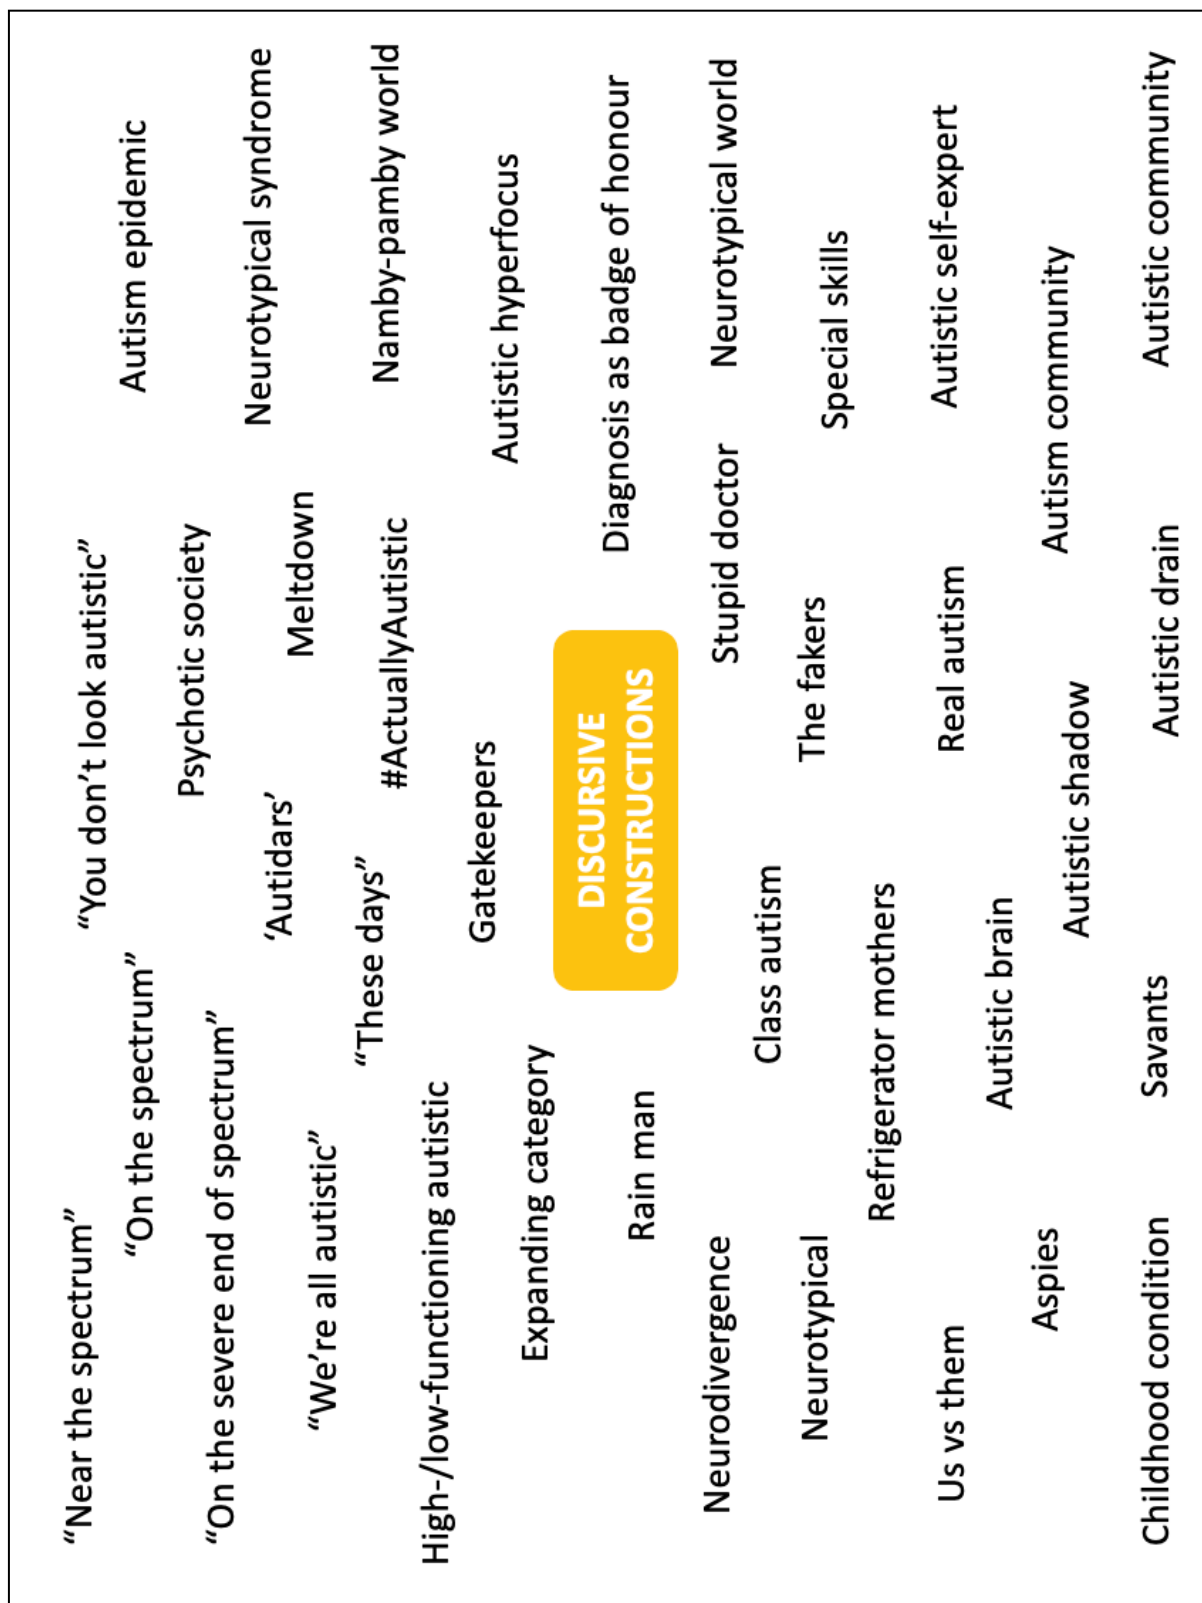 “Near the spectrum”
“You don’t look autistic”
Autism epidemic
“On the spectrum”
Psychotic society
“On the severe end of spectrum”
Neurotypical syndrome
‘Autidars’
Meltdown
“We’re all autistic”
“These days”
#ActuallyAutistic
Namby-pamby world
High-/low-functioning autistic
Gatekeepers
Autistic hyperfocus
Expanding category
DISCURSIVE
CONSTRUCTIONS
Diagnosis as badge of honour
Rain man
Neurodivergence
Stupid doctor
Neurotypical world
Class autism
Neurotypical
The fakers
Special skills
Refrigerator mothers
Us vs them
Real autism
Autistic self-expert
Autistic brain
Aspies
Autistic shadow
Autism community
Childhood condition
Savants
Autistic drain
Autistic community